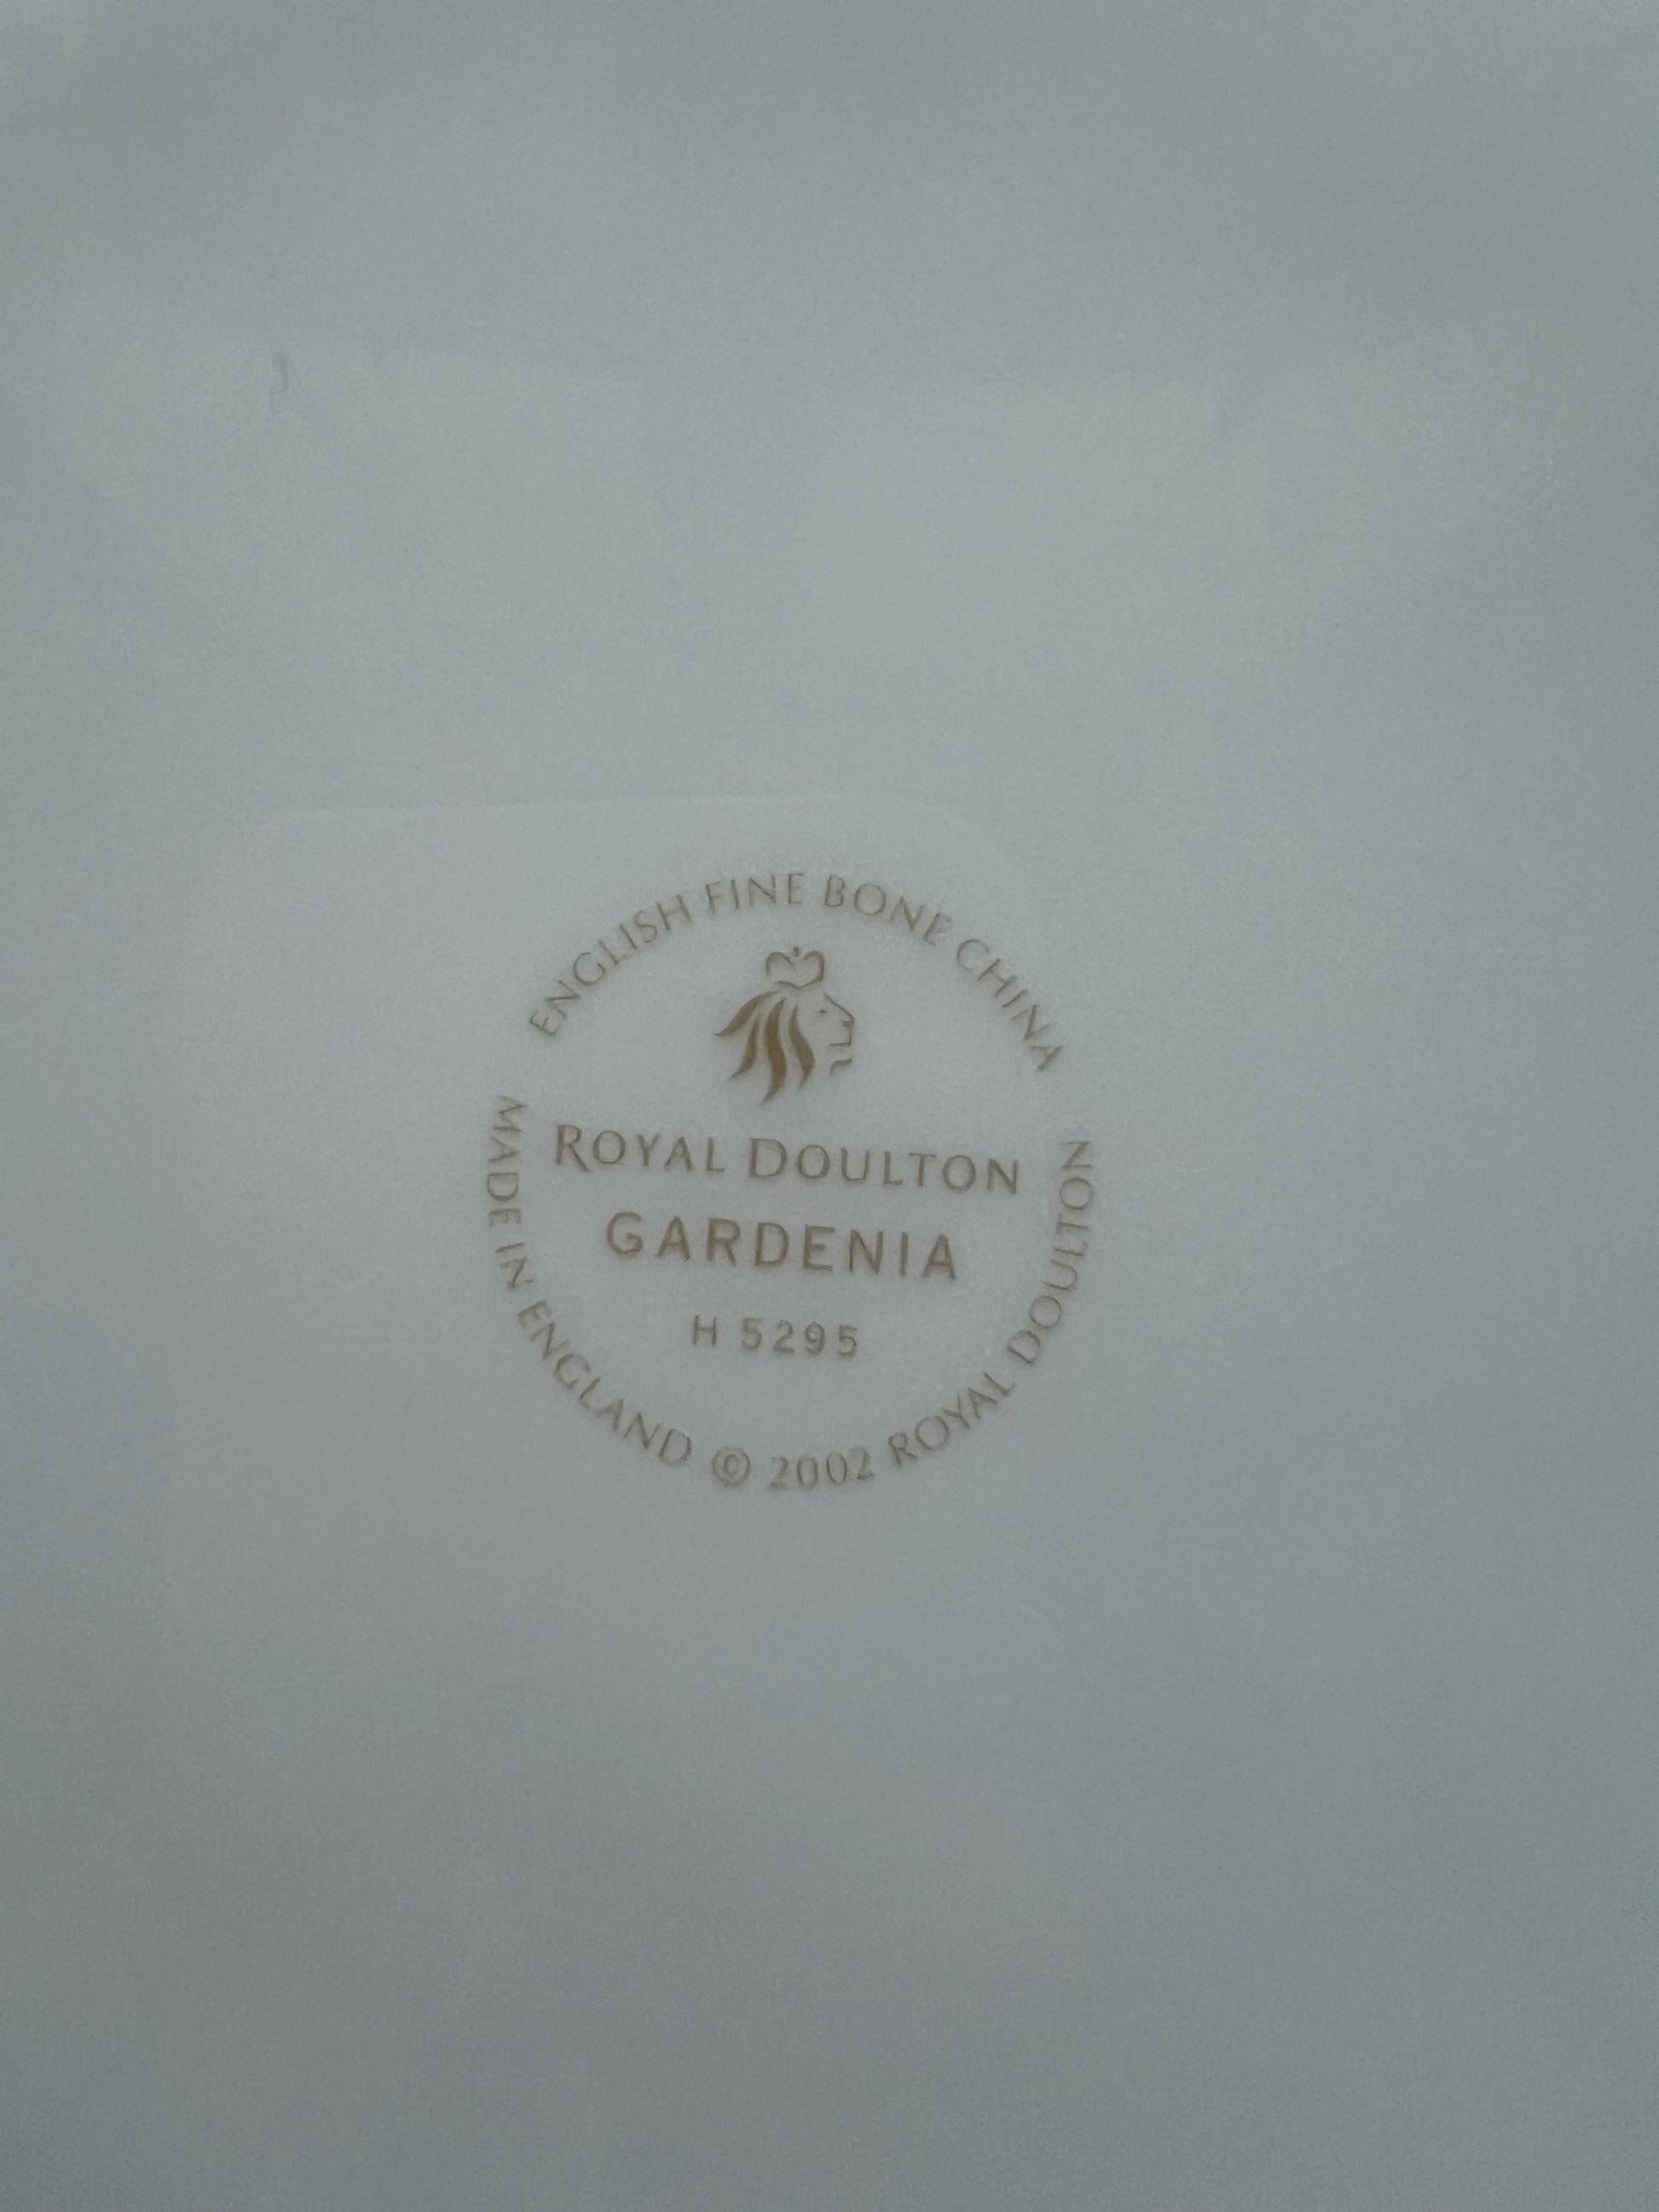 ENGLISH FINE BONE CHINA
ROYAL DOULTON
GARDENIA
H 5295
MADE IN ENGLAND © 2002 ROYAL DOULTON